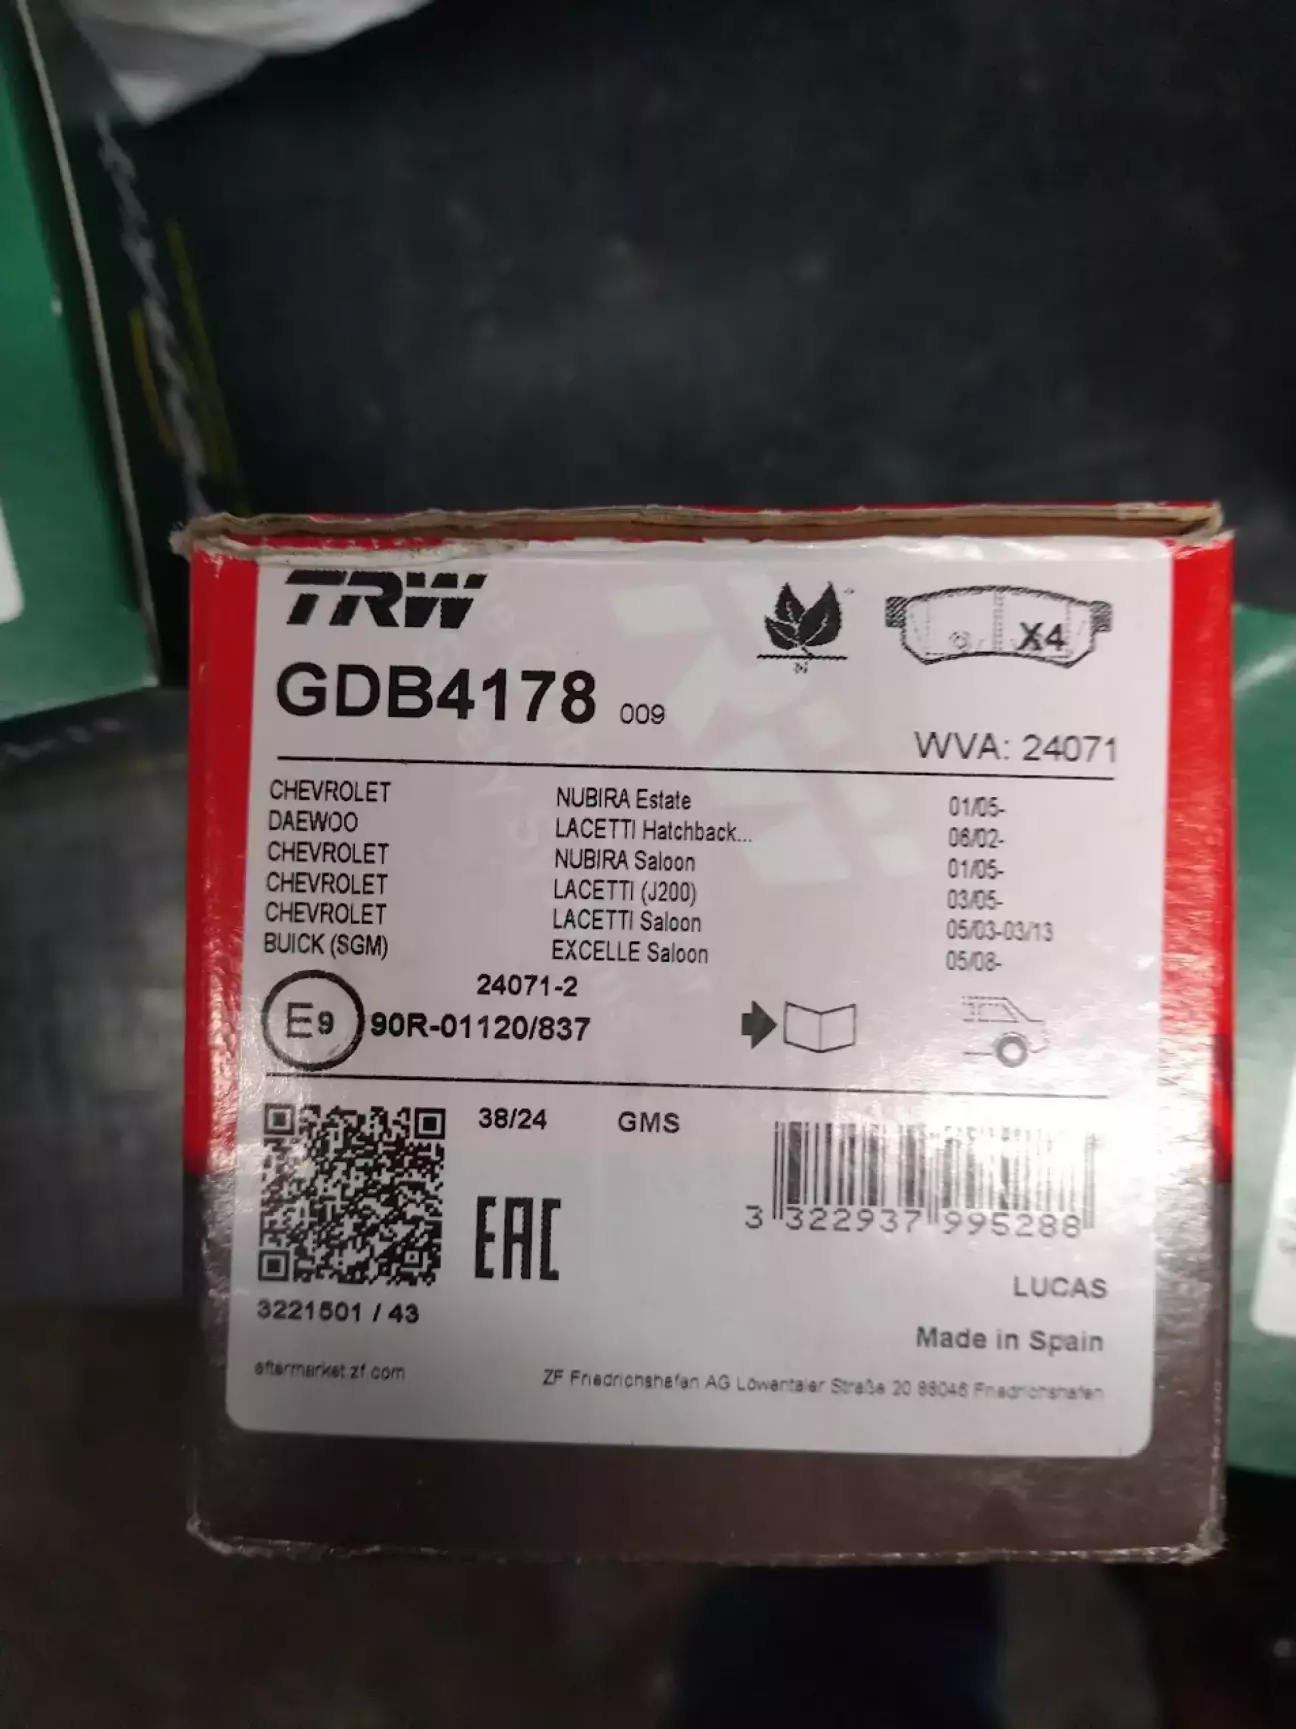 TRW
X4
GDB4178 009
WVA: 24071
CHEVROLET NUBIRA Estate 01/05-
DAEWOO LACETTI Hatchback... 06/02-
CHEVROLET NUBIRA Saloon 01/05-
CHEVROLET LACETTI (J200) 03/05-
CHEVROLET LACETTI Saloon 05/03-03/13
BUICK (SGM) EXCELLE Saloon 05/08-
24071-2
E9 90R-01120/837
38/24 GMS
EAC
3 322937 995288
LUCAS
3221501 / 43
Made in Spain
aftermarket.zf.com
ZF Friedrichshafen AG Löwentaler Straße 20 88046 Friedrichshafen